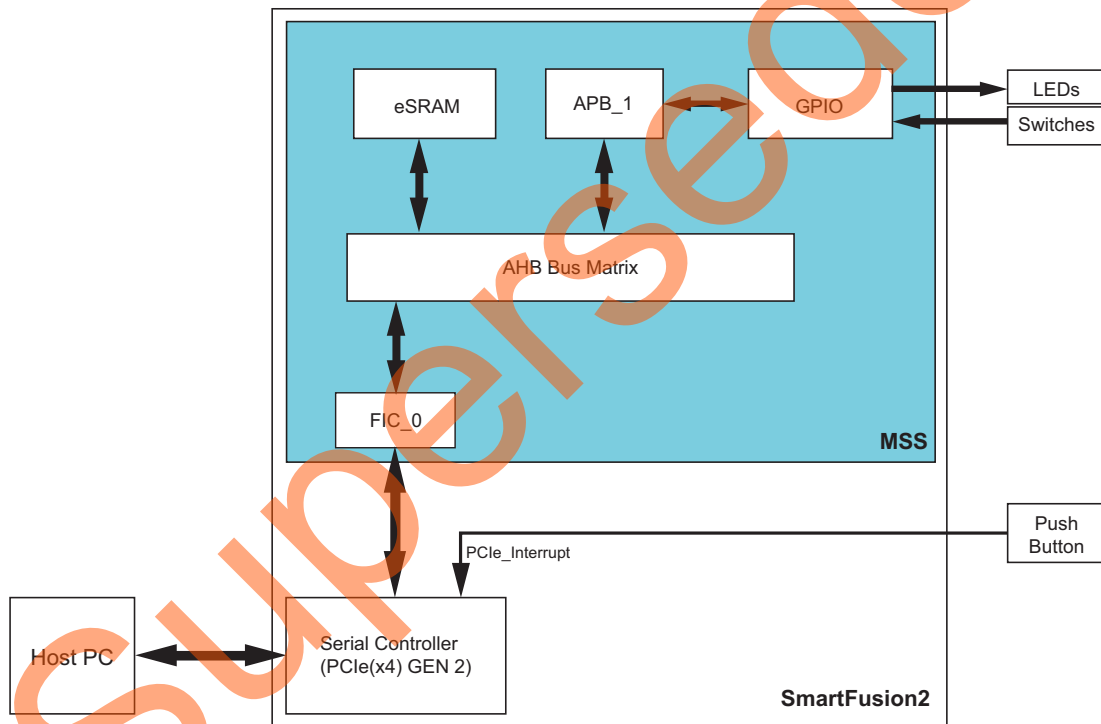 eSRAM
APB_1
GPIO
LEDs
Switches
AHB Bus Matrix
FIC_0
MSS
Push
Button
PCIe_Interrupt
Host PC
Serial Controller
(PCIe(x4) GEN 2)
SmartFusion2
Superseded